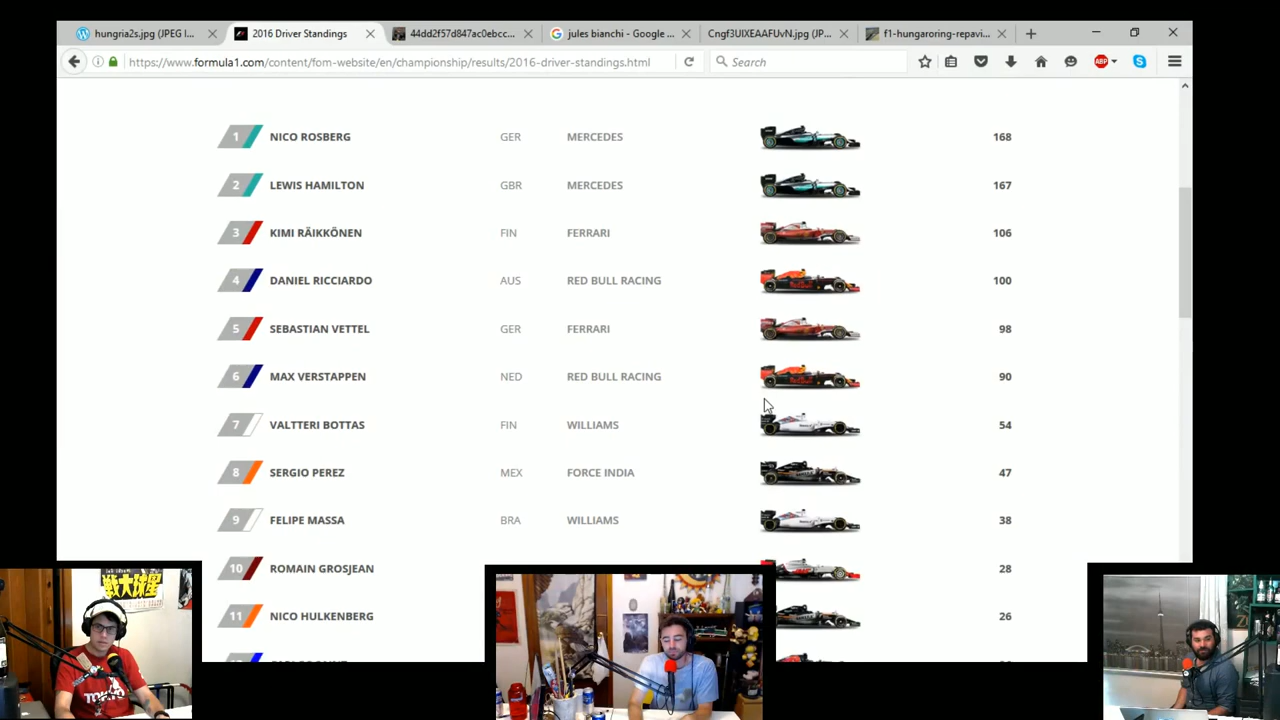 hungria2s.jpg (JPEG I...
2016 Driver Standings
44dd2f57d847ac0ebcc...
jules bianchi - Google ...
Cngf3UIXEAAFUvN.jpg (JP...
f1-hungaroring-repavi...
https://www.formula1.com/content/fom-website/en/championship/results/2016-driver-standings.html
Search
ABP
1 NICO ROSBERG GER MERCEDES 168
2 LEWIS HAMILTON GBR MERCEDES 167
3 KIMI RÄIKKÖNEN FIN FERRARI 106
4 DANIEL RICCIARDO AUS RED BULL RACING 100
5 SEBASTIAN VETTEL GER FERRARI 98
6 MAX VERSTAPPEN NED RED BULL RACING 90
7 VALTTERI BOTTAS FIN WILLIAMS 54
8 SERGIO PEREZ MEX FORCE INDIA 47
9 FELIPE MASSA BRA WILLIAMS 38
10 ROMAIN GROSJEAN 28
11 NICO HULKENBERG 26